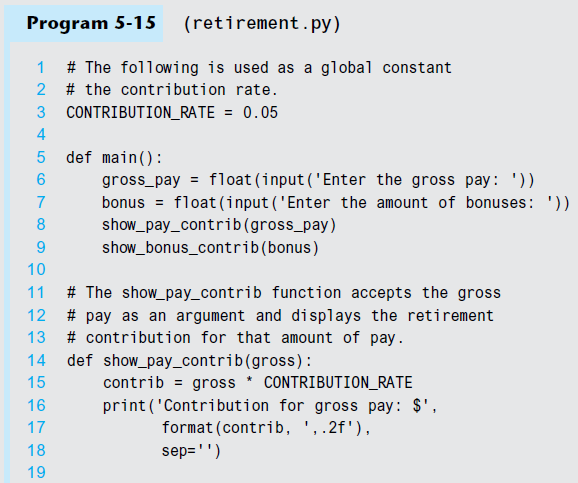 Program 5-15 (retirement.py)
1 # The following is used as a global constant
2 # the contribution rate.
3 CONTRIBUTION_RATE = 0.05
4
5 def main():
6     gross_pay = float(input('Enter the gross pay: '))
7     bonus = float(input('Enter the amount of bonuses: '))
8     show_pay_contrib(gross_pay)
9     show_bonus_contrib(bonus)
10
11 # The show_pay_contrib function accepts the gross
12 # pay as an argument and displays the retirement
13 # contribution for that amount of pay.
14 def show_pay_contrib(gross):
15     contrib = gross * CONTRIBUTION_RATE
16     print('Contribution for gross pay: $',
17           format(contrib, ',.2f'),
18           sep='')
19